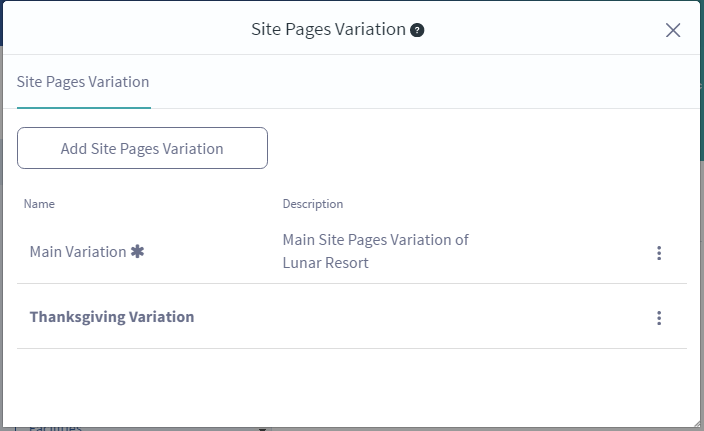 Site Pages Variation ?
Site Pages Variation
Add Site Pages Variation
Name Description
Main Variation ✱
Main Site Pages Variation of
Lunar Resort
Thanksgiving Variation
Facilities